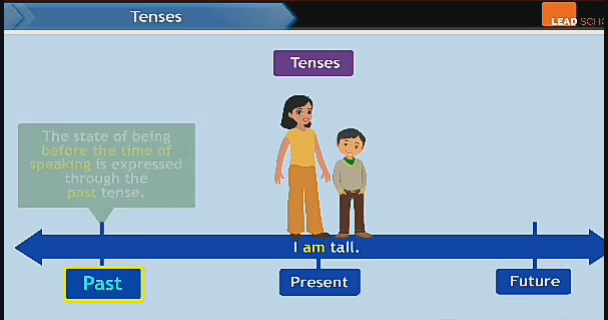 Tenses
LEAD SCHO
Tenses
The state of being
before the time of
speaking is expressed
through the
past tense.
I am tall.
Past
Present
Future